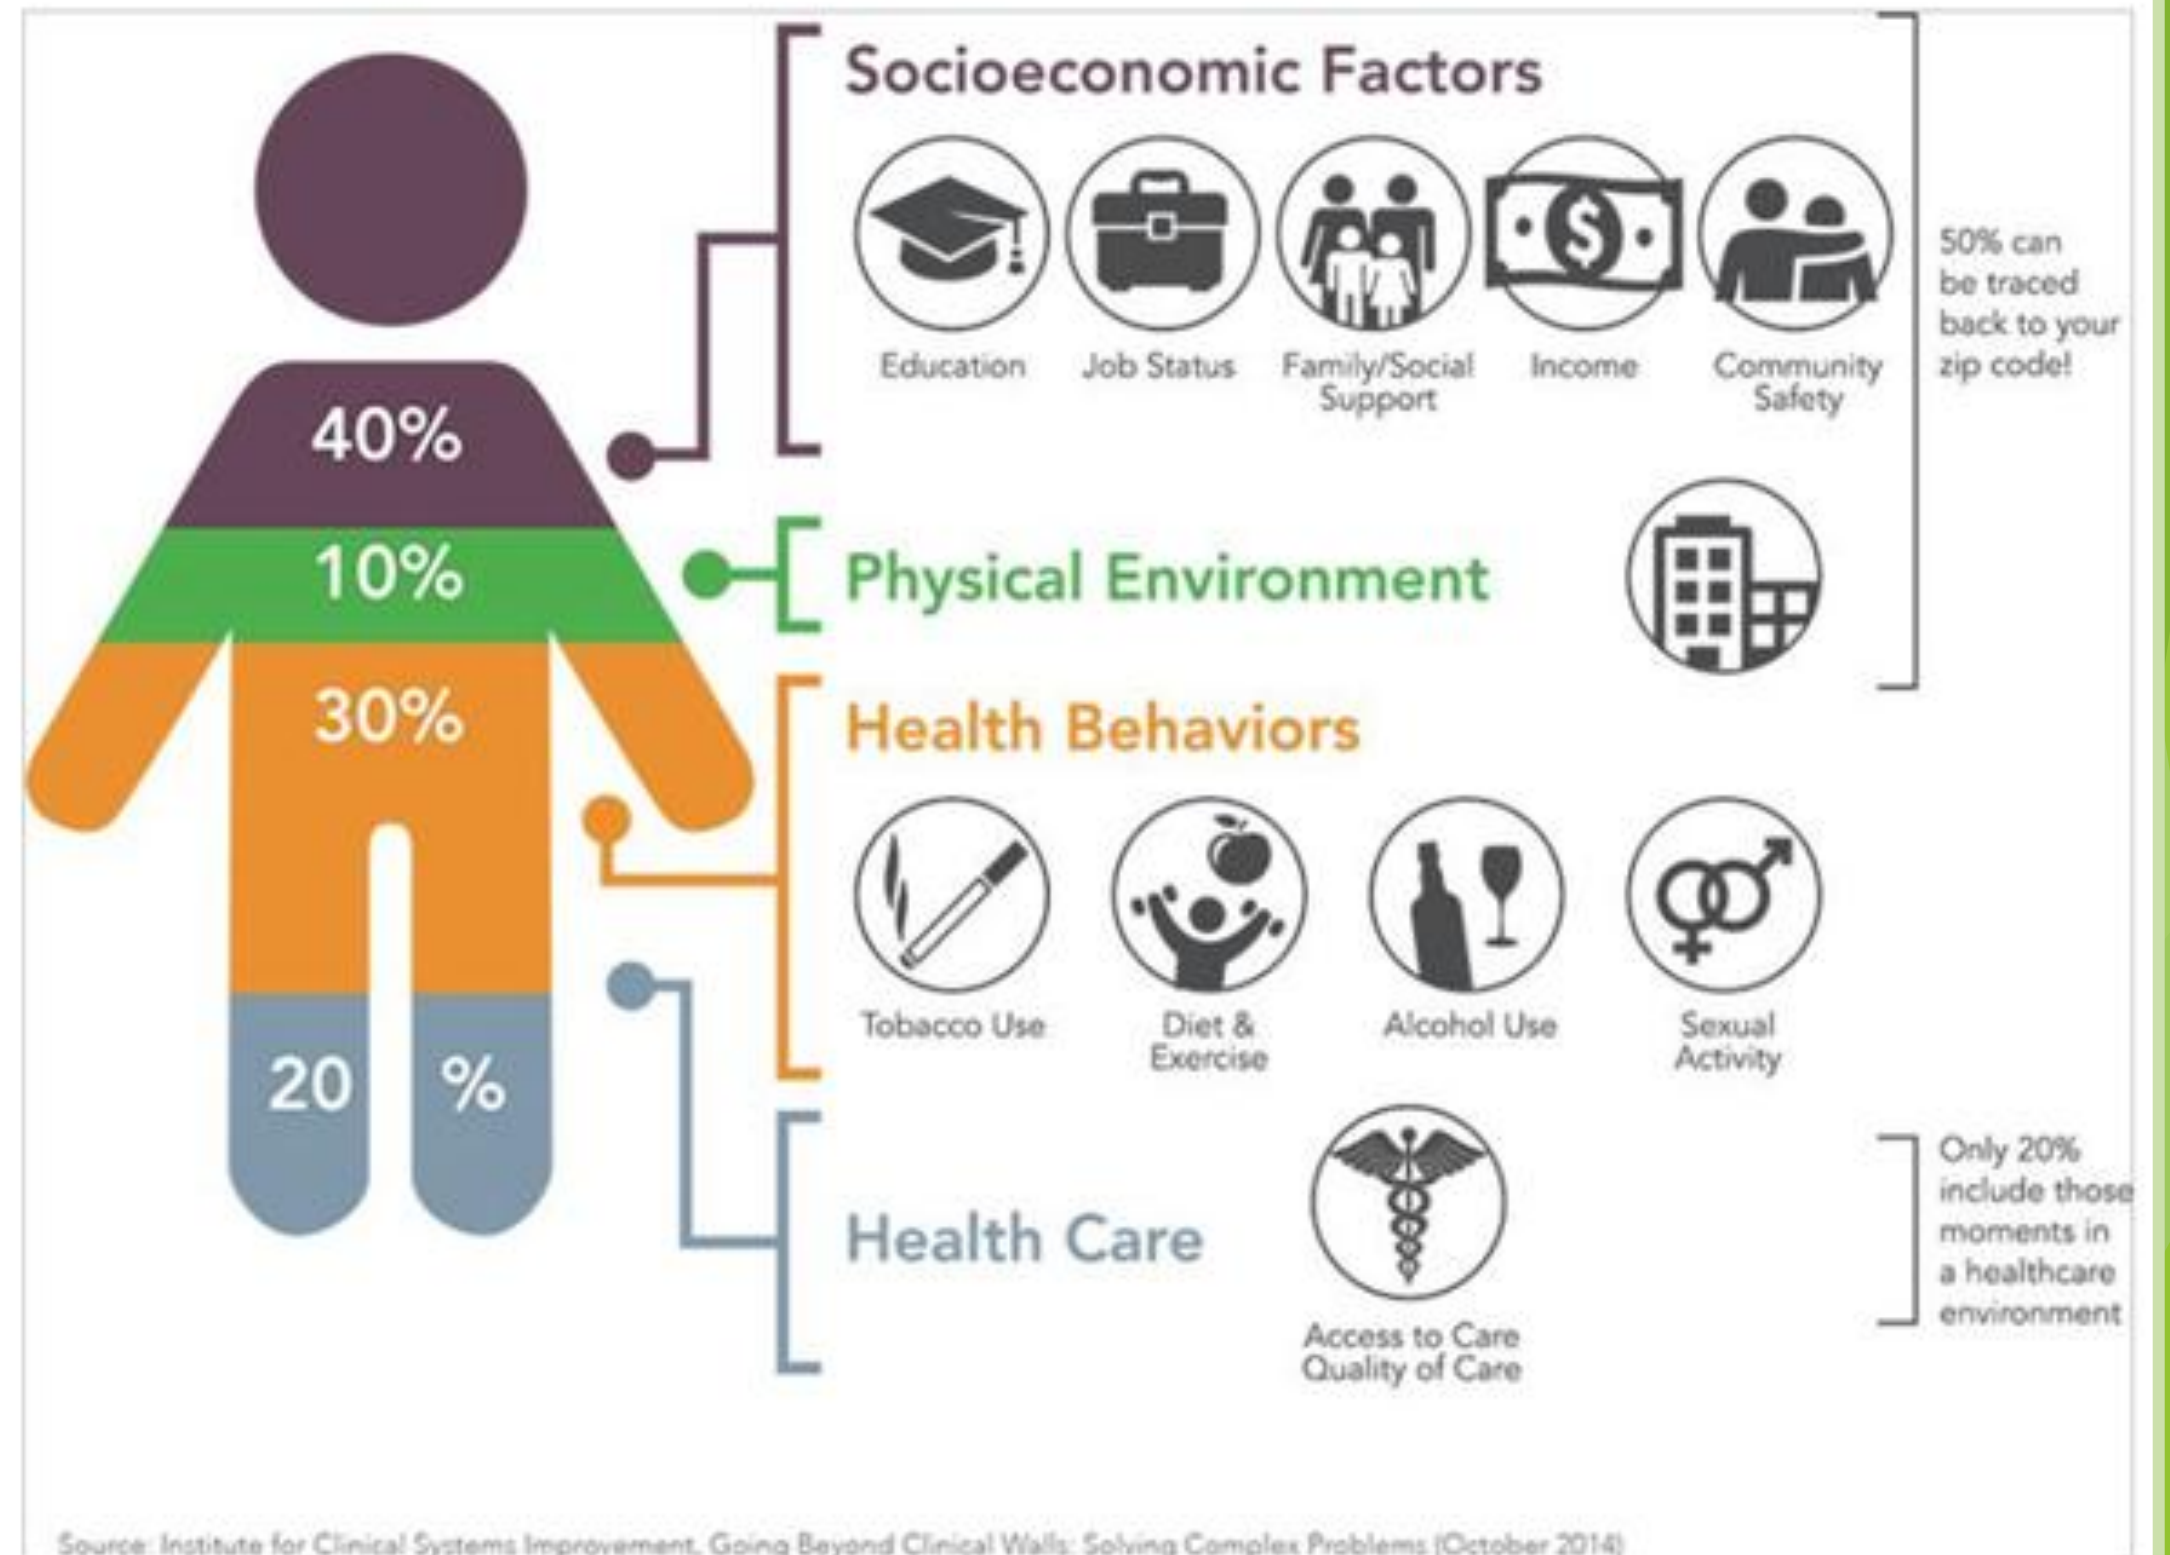 Socioeconomic Factors
Education
Job Status
Family/Social
Support
Income
Community
Safety
50% can
be traced
back to your
zip code!
40%
10%
Physical Environment
30%
Health Behaviors
Tobacco Use
Diet &
Exercise
Alcohol Use
Sexual
Activity
20 %
Health Care
Access to Care
Quality of Care
Only 20%
include those
moments in
a healthcare
environment
Source: Institute for Clinical Systems Improvement, Going Beyond Clinical Walls: Solving Complex Problems (October 2014)